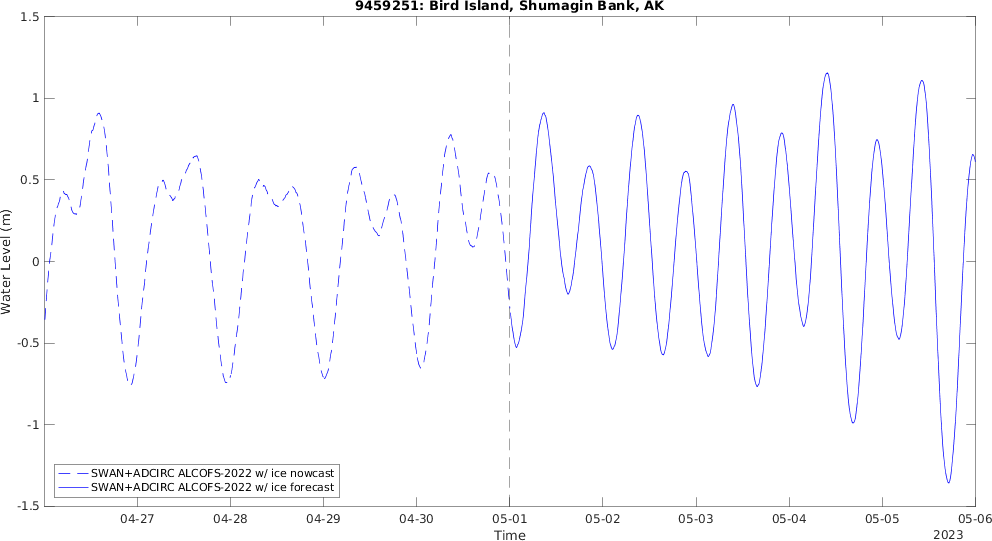 9459251: Bird Island, Shumagin Bank, AK
1.5
1
0.5
0
-0.5
-1
-1.5
Water Level (m)
SWAN+ADCIRC ALCOFS-2022 w/ ice nowcast
SWAN+ADCIRC ALCOFS-2022 w/ ice forecast
04-27 04-28 04-29 04-30 05-01 05-02 05-03 05-04 05-05 05-06
Time
2023